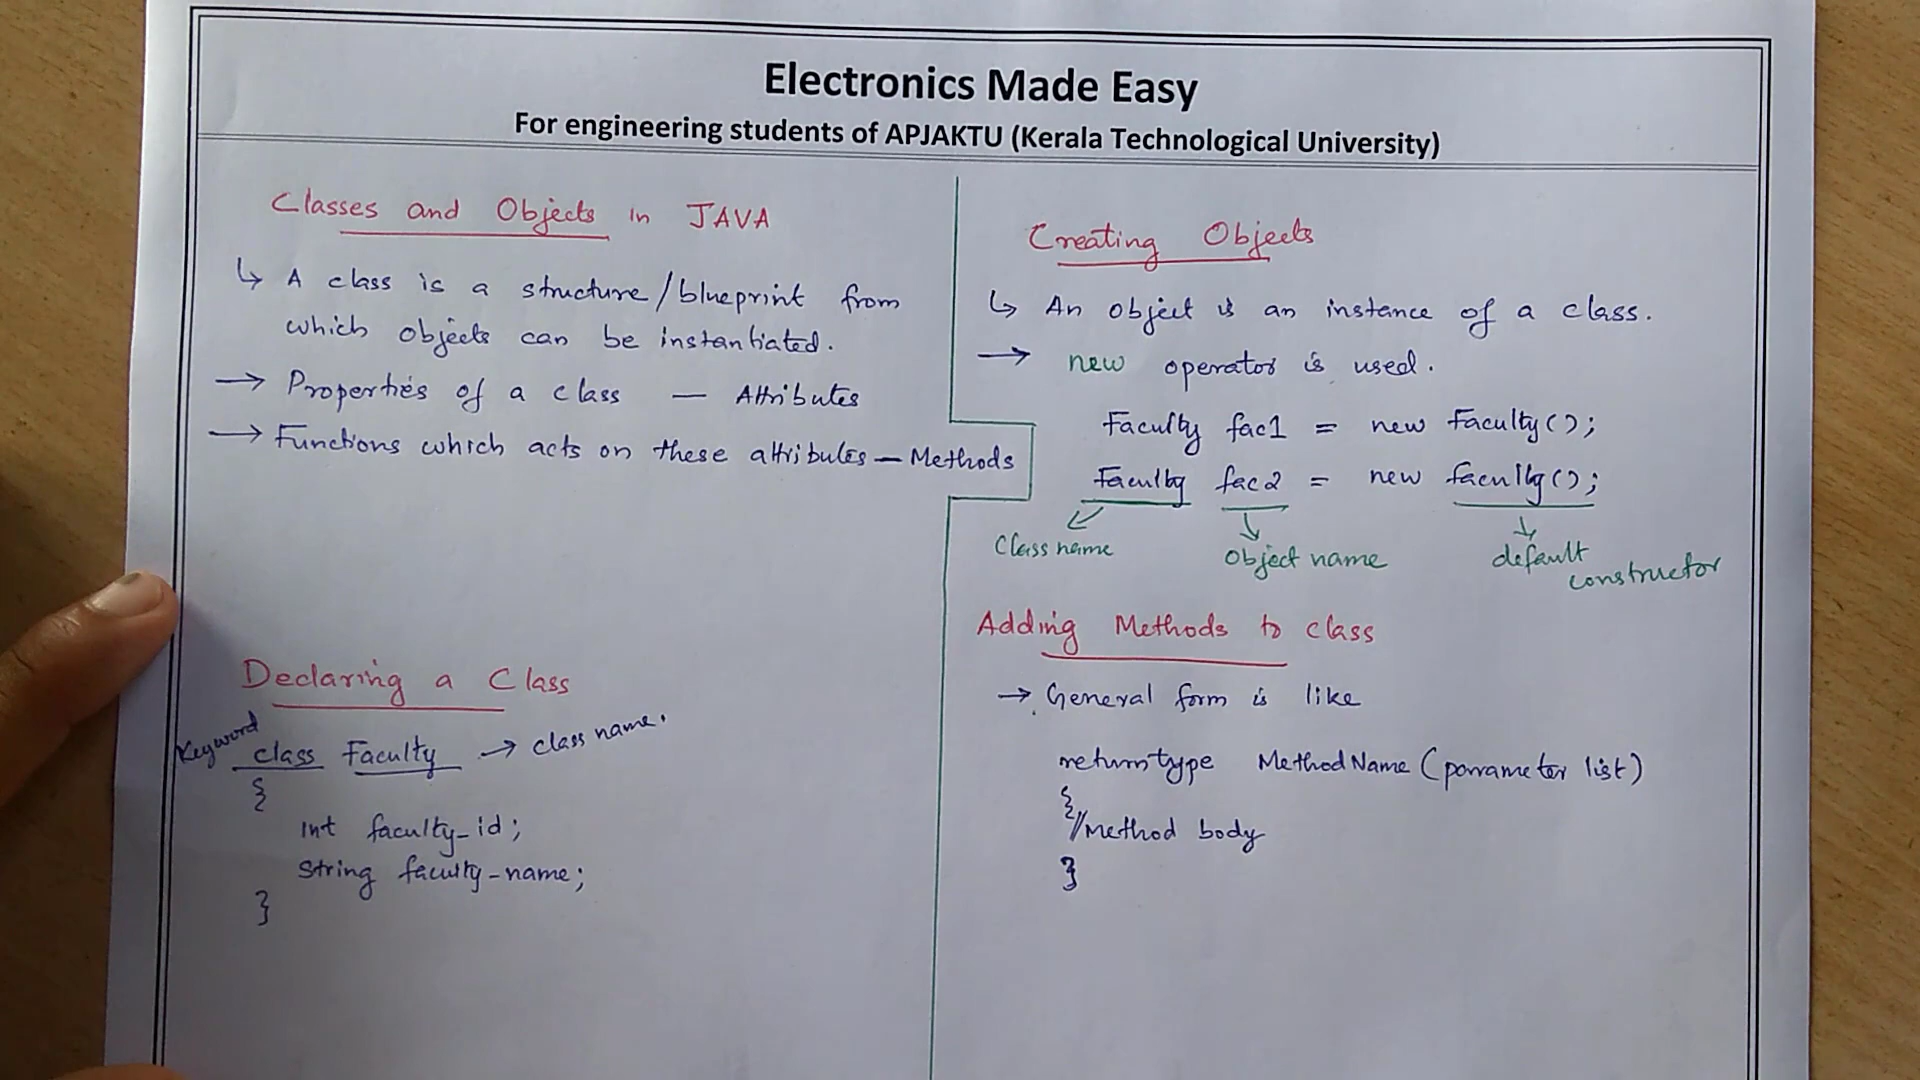 Electronics Made Easy
For engineering students of APJAKTU (Kerala Technological University)
Classes and Objects in JAVA
↳ A class is a structure/blueprint from
which objects can be instantiated.
→ Properties of a class — Attributes
→ Functions which acts on these attributes — Methods
Declaring a Class
Keyword class Faculty → class name.
{
int faculty_id;
String faculty-name;
}
Creating Objects
↳ An object is an instance of a class.
→ new operator is used.
Faculty fac1 = new Faculty();
Faculty fac2 = new faculty();
Class name
Object name
default
constructor
Adding Methods to class
→ General form is like
returntype MethodName (parrameter list)
{
//Method body
}